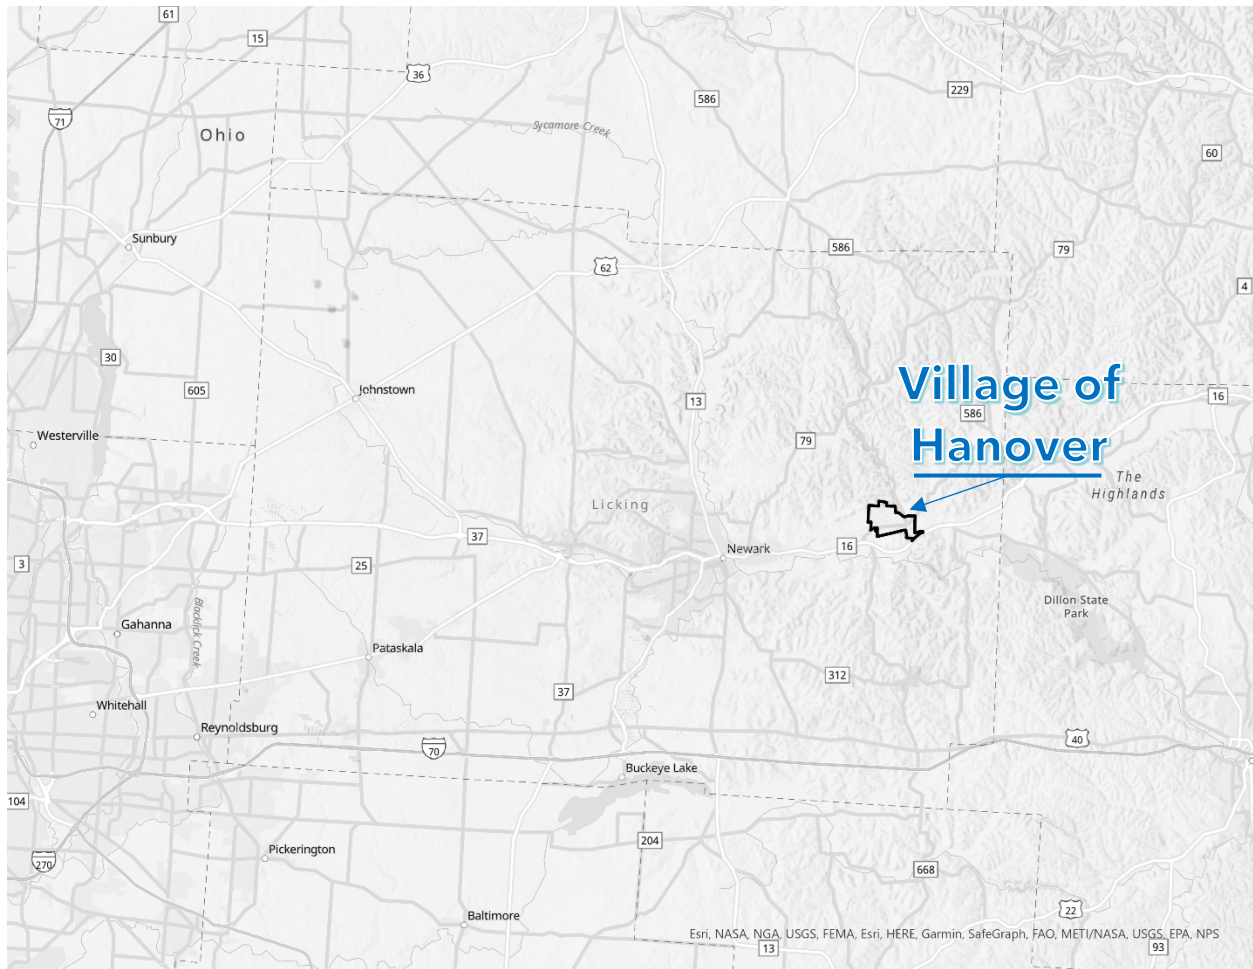 61
15
36
586
229
71
Ohio
Sycamore Creek
60
Sunbury
586
79
62
4
30
605
Johnstown
13
Village of
Hanover
586
16
Westerville
79
The
Highlands
Licking
37
16
Newark
3
25
Dillon State
Park
Gahanna
Blacklick Creek
Pataskala
312
37
Whitehall
Reynoldsburg
70
40
Buckeye Lake
104
204
Pickerington
270
668
22
Baltimore
Esri, NASA, NGA, USGS, FEMA, Esri, HERE, Garmin, SafeGraph, FAO, METI/NASA, USGS, EPA, NPS
13
93